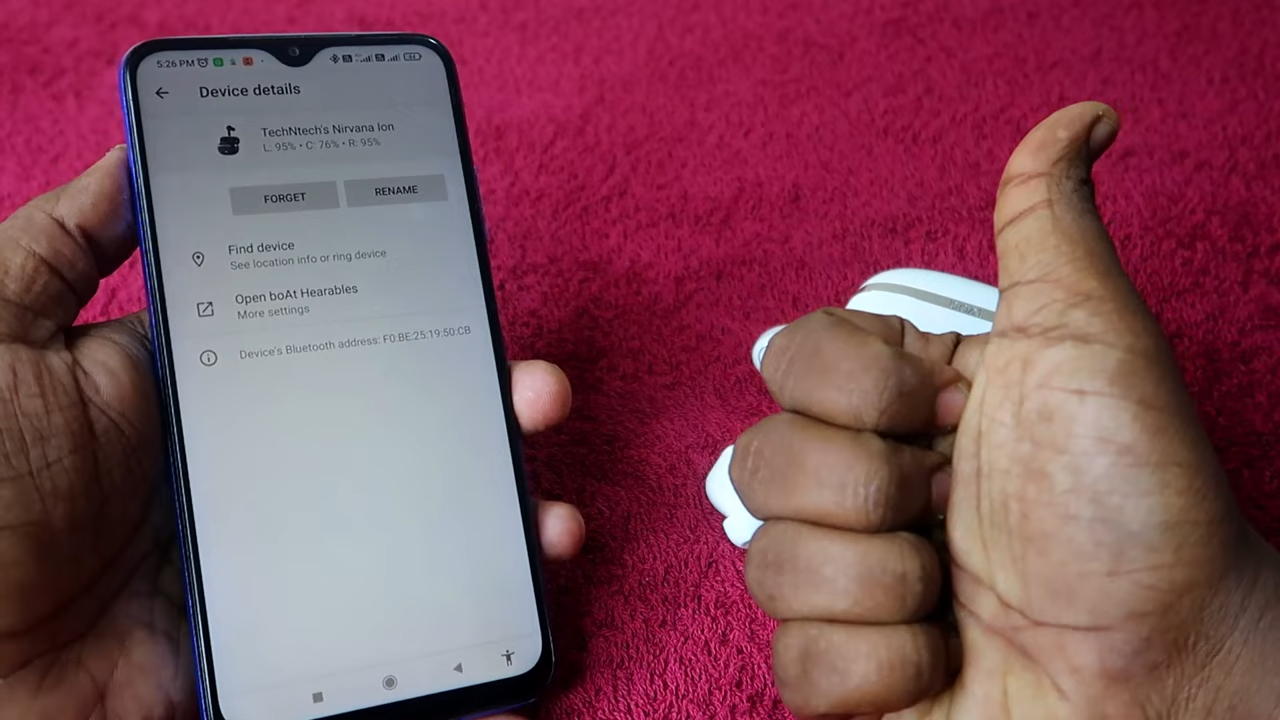 5:26 PM
Device details
TechNtech's Nirvana Ion
L: 95% • C: 76% • R: 95%
FORGET
RENAME
Find device
See location info or ring device
Open boAt Hearables
More settings
Device's Bluetooth address: F0:BE:25:19:50:CB